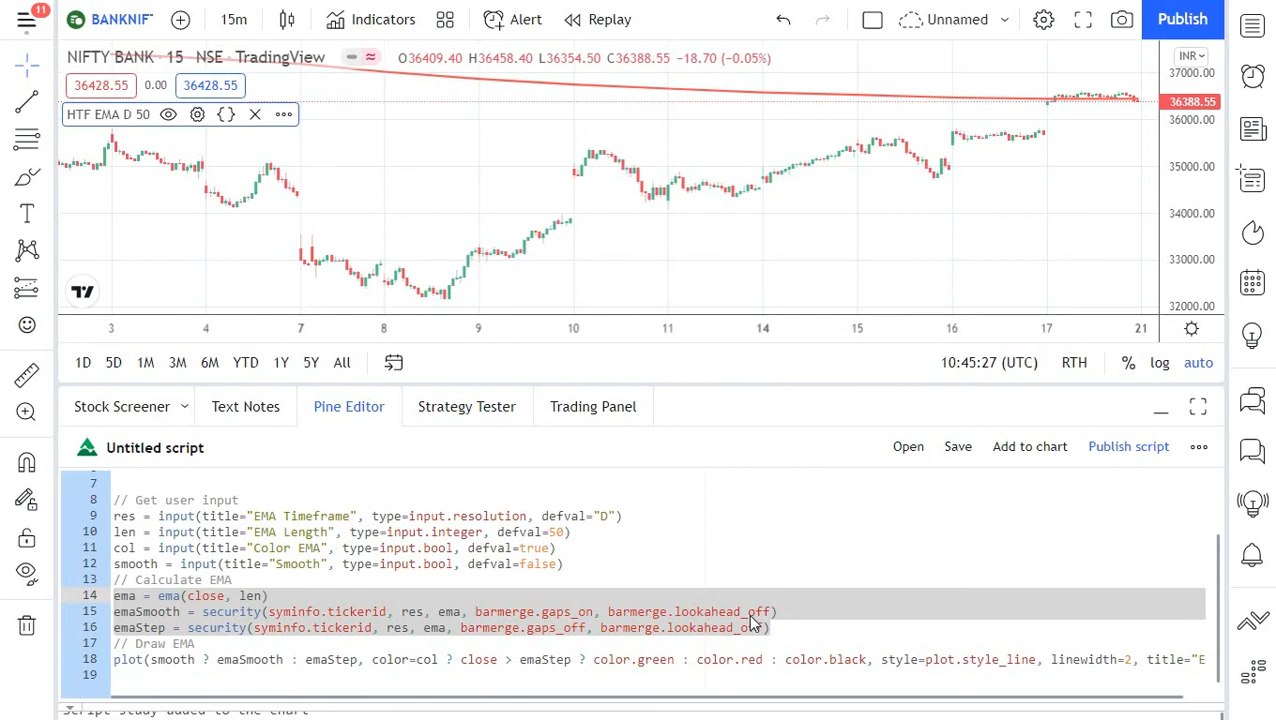 11
BANKNIF
15m
Indicators
Alert
Replay
Unnamed
Publish
NIFTY BANK · 15 · NSE · TradingView
O36409.40 H36458.40 L36354.50 C36388.55 −18.70 (−0.05%)
INR
36428.55 0.00 36428.55
HTF EMA D 50
37000.00
36388.55
36000.00
35000.00
34000.00
33000.00
32000.00
3 4 7 8 9 10 11 14 15 16 17 21
1D 5D 1M 3M 6M YTD 1Y 5Y All
10:45:27 (UTC) RTH % log auto
Stock Screener Text Notes Pine Editor Strategy Tester Trading Panel
Untitled script
Open Save Add to chart Publish script
7
8 // Get user input
9 res = input(title="EMA Timeframe", type=input.resolution, defval="D")
10 len = input(title="EMA Length", type=input.integer, defval=50)
11 col = input(title="Color EMA", type=input.bool, defval=true)
12 smooth = input(title="Smooth", type=input.bool, defval=false)
13 // Calculate EMA
14 ema = ema(close, len)
15 emaSmooth = security(syminfo.tickerid, res, ema, barmerge.gaps_on, barmerge.lookahead_off)
16 emaStep = security(syminfo.tickerid, res, ema, barmerge.gaps_off, barmerge.lookahead_off)
17 // Draw EMA
18 plot(smooth ? emaSmooth : emaStep, color=col ? close > emaStep ? color.green : color.red : color.black, style=plot.style_line, linewidth=2, title="E
19
Script study added to the chart